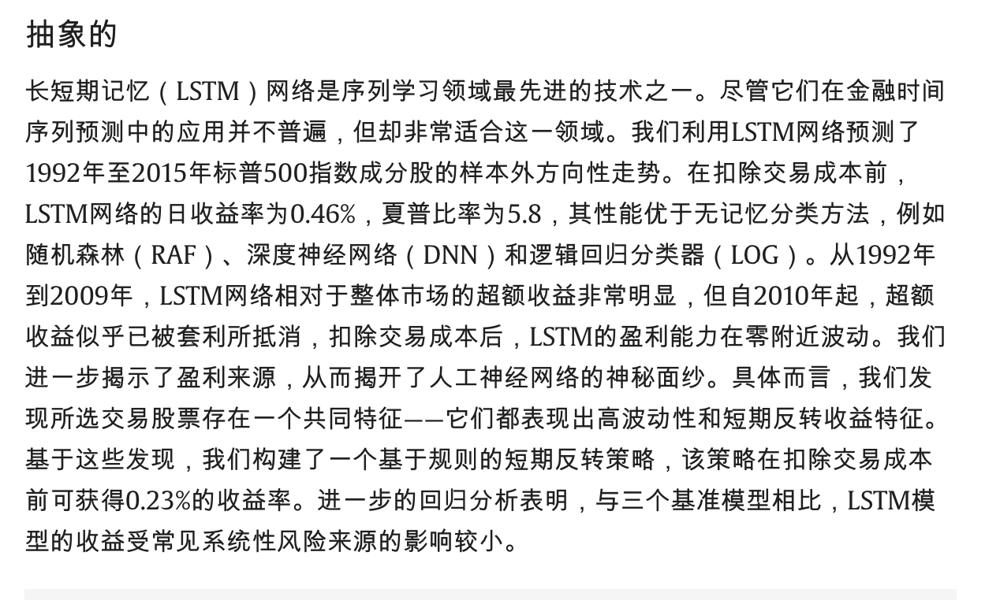 抽象的
长短期记忆（LSTM）网络是序列学习领域最先进的技术之一。尽管它们在金融时间
序列预测中的应用并不普遍，但却非常适合这一领域。我们利用LSTM网络预测了
1992年至2015年标普500指数成分股的样本外方向性走势。在扣除交易成本前，
LSTM网络的日收益率为0.46%，夏普比率为5.8，其性能优于无记忆分类方法，例如
随机森林（RAF）、深度神经网络（DNN）和逻辑回归分类器（LOG）。从1992年
到2009年，LSTM网络相对于整体市场的超额收益非常明显，但自2010年起，超额
收益似乎已被套利所抵消，扣除交易成本后，LSTM的盈利能力在零附近波动。我们
进一步揭示了盈利来源，从而揭开了人工神经网络的神秘面纱。具体而言，我们发
现所选交易股票存在一个共同特征——它们都表现出高波动性和短期反转收益特征。
基于这些发现，我们构建了一个基于规则的短期反转策略，该策略在扣除交易成本
前可获得0.23%的收益率。进一步的回归分析表明，与三个基准模型相比，LSTM模
型的收益受常见系统性风险来源的影响较小。